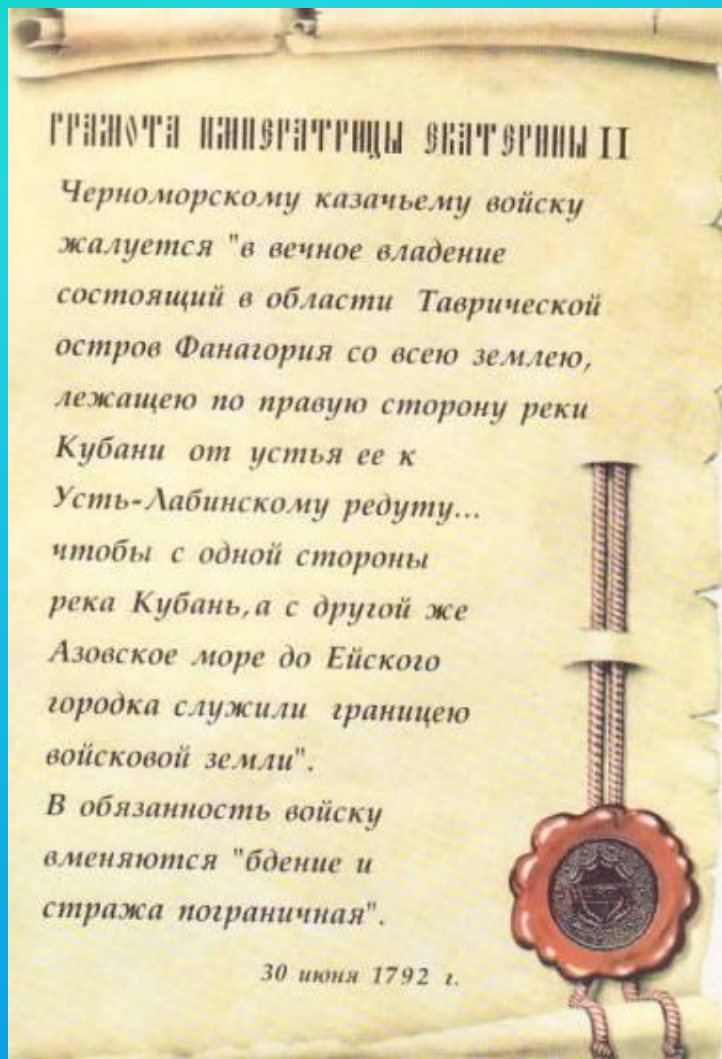 ГРАМОТА ИМПЕРАТРИЦЫ ЕКАТЕРИНЫ II
Черноморскому казачьему войску
жалуется "в вечное владение
состоящий в области Таврической
остров Фанагория со всею землею,
лежащею по правую сторону реки
Кубани от устья ее к
Усть-Лабинскому редуту...
чтобы с одной стороны
река Кубань,а с другой же
Азовское море до Ейского
городка служили границею
войсковой земли".
В обязанность войску
вменяются "бдение и
стража пограничная".
30 июня 1792 г.